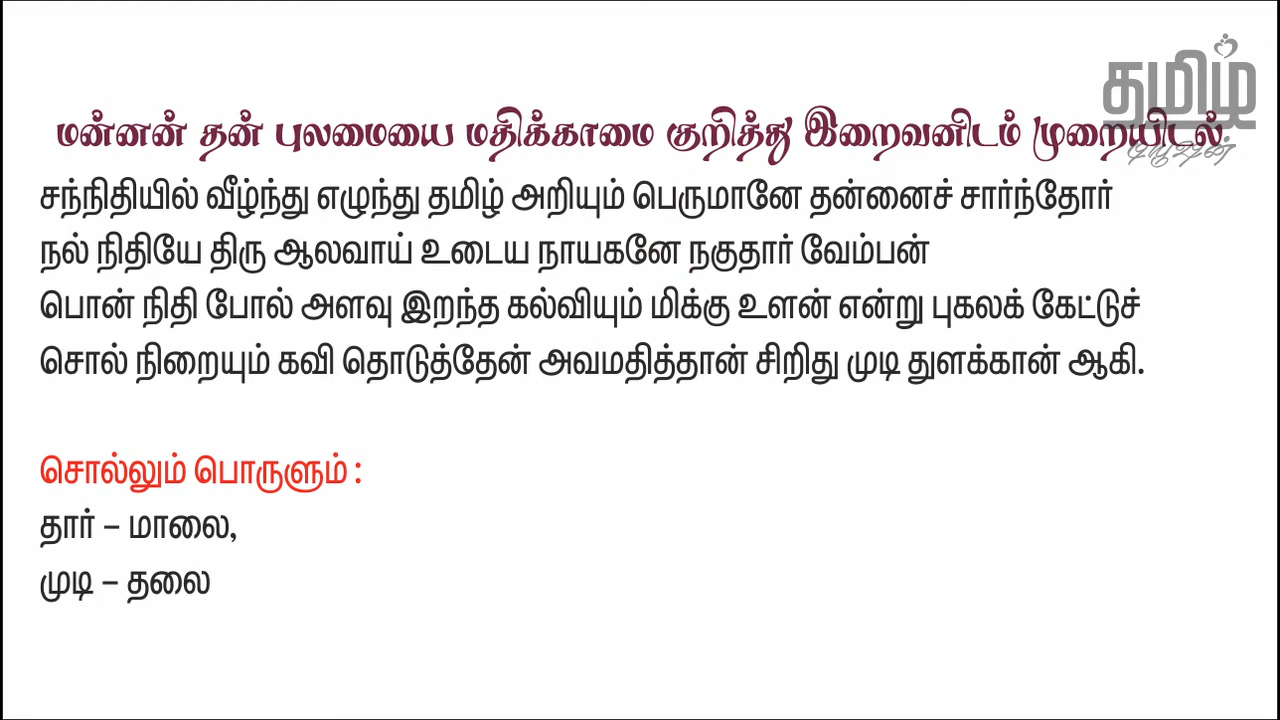 தமிழ்
டியூசன்
மன்னன் தன் புலமையை மதிக்காமை குறித்து இறைவனிடம் முறையிடல்
சந்நிதியில் வீழ்ந்து எழுந்து தமிழ் அறியும் பெருமானே தன்னைச் சார்ந்தோர்
நல் நிதியே திரு ஆலவாய் உடைய நாயகனே நகுதார் வேம்பன்
பொன் நிதி போல் அளவு இறந்த கல்வியும் மிக்கு உளன் என்று புகலக் கேட்டுச்
சொல் நிறையும் கவி தொடுத்தேன் அவமதித்தான் சிறிது முடி துளக்கான் ஆகி.
சொல்லும் பொருளும் :
தார் – மாலை,
முடி – தலை